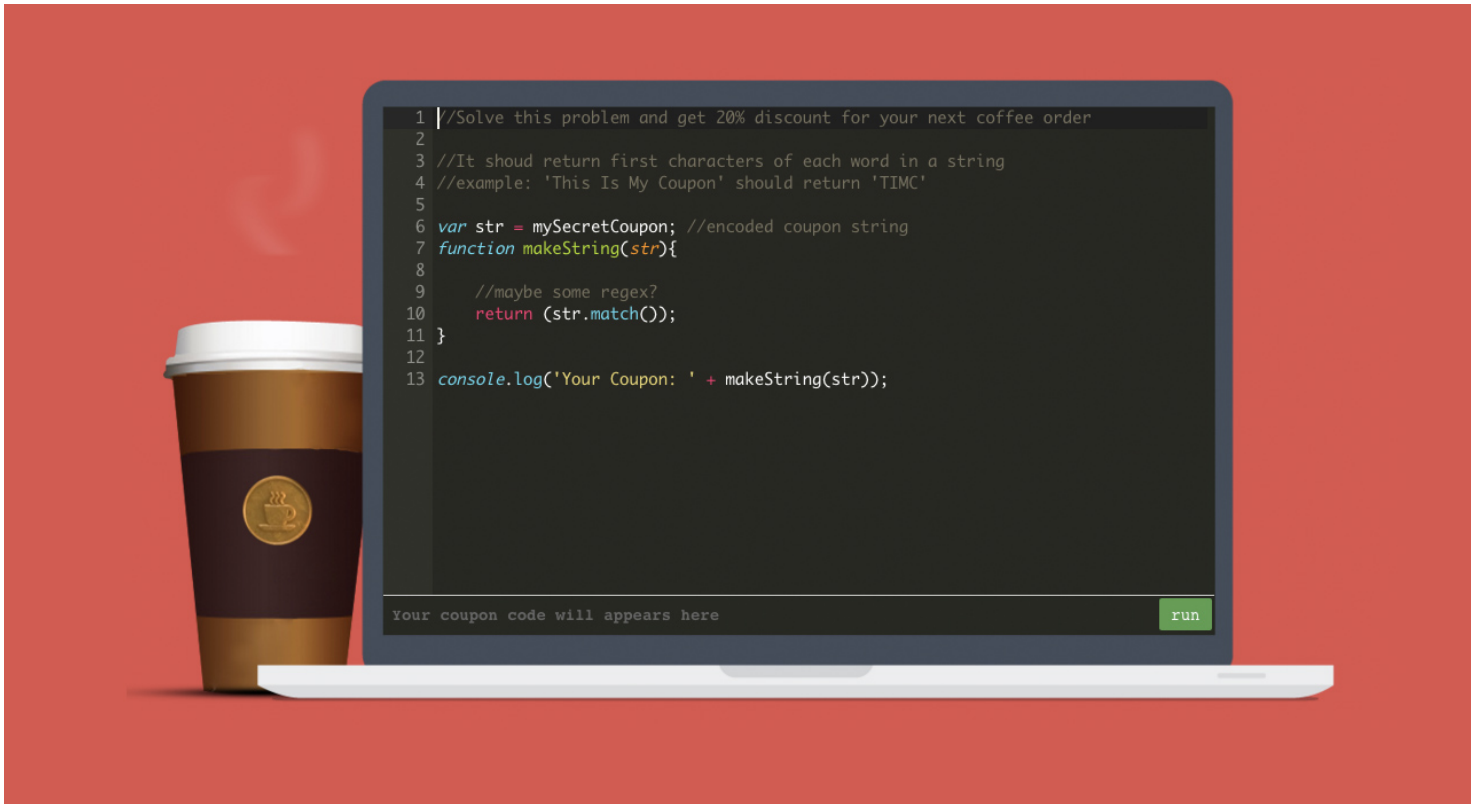 1 //Solve this problem and get 20% discount for your next coffee order
2
3 //It shoud return first characters of each word in a string
4 //example: 'This Is My Coupon' should return 'TIMC'
5
6 var str = mySecretCoupon; //encoded coupon string
7 function makeString(str){
8
9     //maybe some regex?
10     return (str.match());
11 }
12
13 console.log('Your Coupon: ' + makeString(str));
Your coupon code will appears here
run